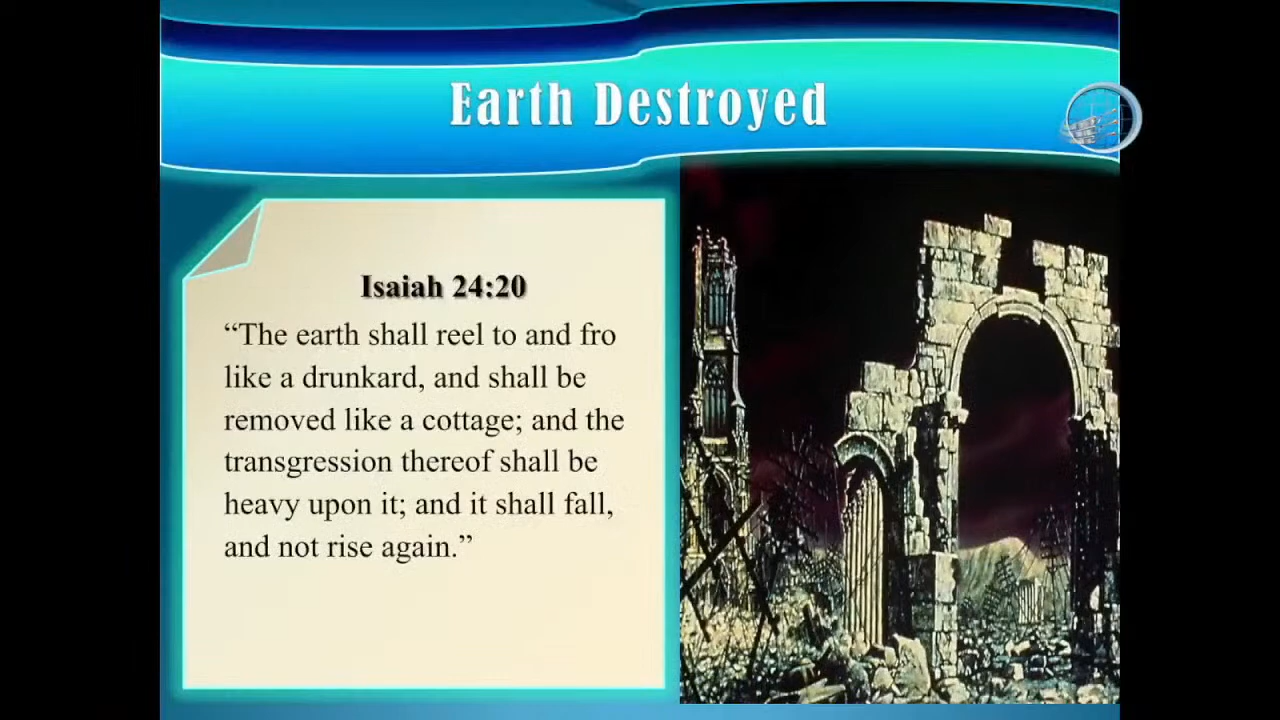 Earth Destroyed
Isaiah 24:20
“The earth shall reel to and fro
like a drunkard, and shall be
removed like a cottage; and the
transgression thereof shall be
heavy upon it; and it shall fall,
and not rise again.”